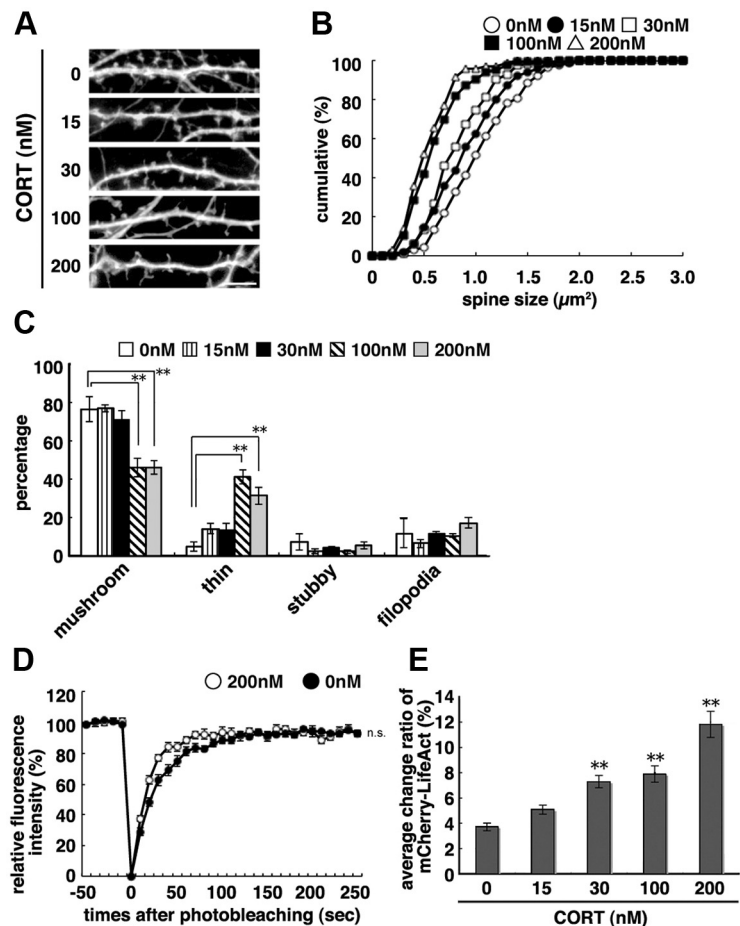 A
CORT (nM)
0
15
30
100
200
B
0nM 15nM 30nM
100nM 200nM
cumulative (%)
100
80
60
40
20
0
0 0.5 1.0 1.5 2.0 2.5 3.0
spine size (µm²)
C
0nM 15nM 30nM 100nM 200nM
percentage
100
80
60
40
20
0
** **
** **
mushroom thin stubby filopodia
D
200nM 0nM
relative fluorescence
intensity (%)
120
100
80
60
40
20
0
n.s.
-50 0 50 100 150 200 250
times after photobleaching (sec)
E
average change ratio of
mCherry-LifeAct (%)
14
12
10
8
6
4
2
0
** ** **
0 15 30 100 200
CORT (nM)